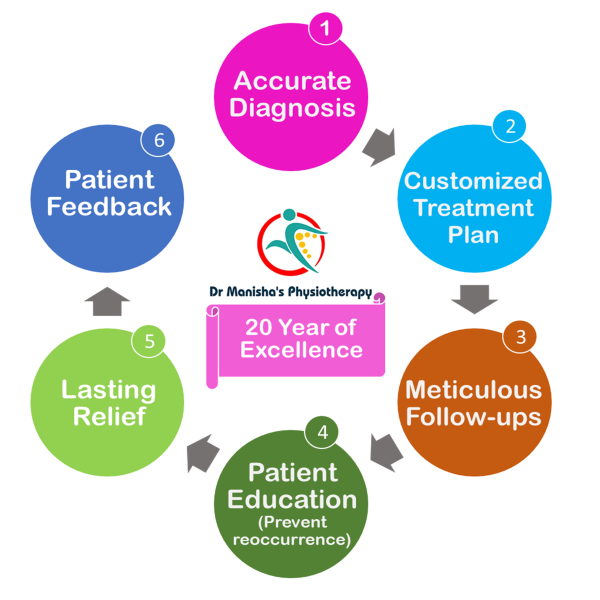 1
Accurate
Diagnosis
2
Customized
Treatment
Plan
3
Meticulous
Follow-ups
4
Patient
Education
(Prevent
reoccurrence)
5
Lasting
Relief
6
Patient
Feedback
Dr Manisha's Physiotherapy
20 Year of
Excellence